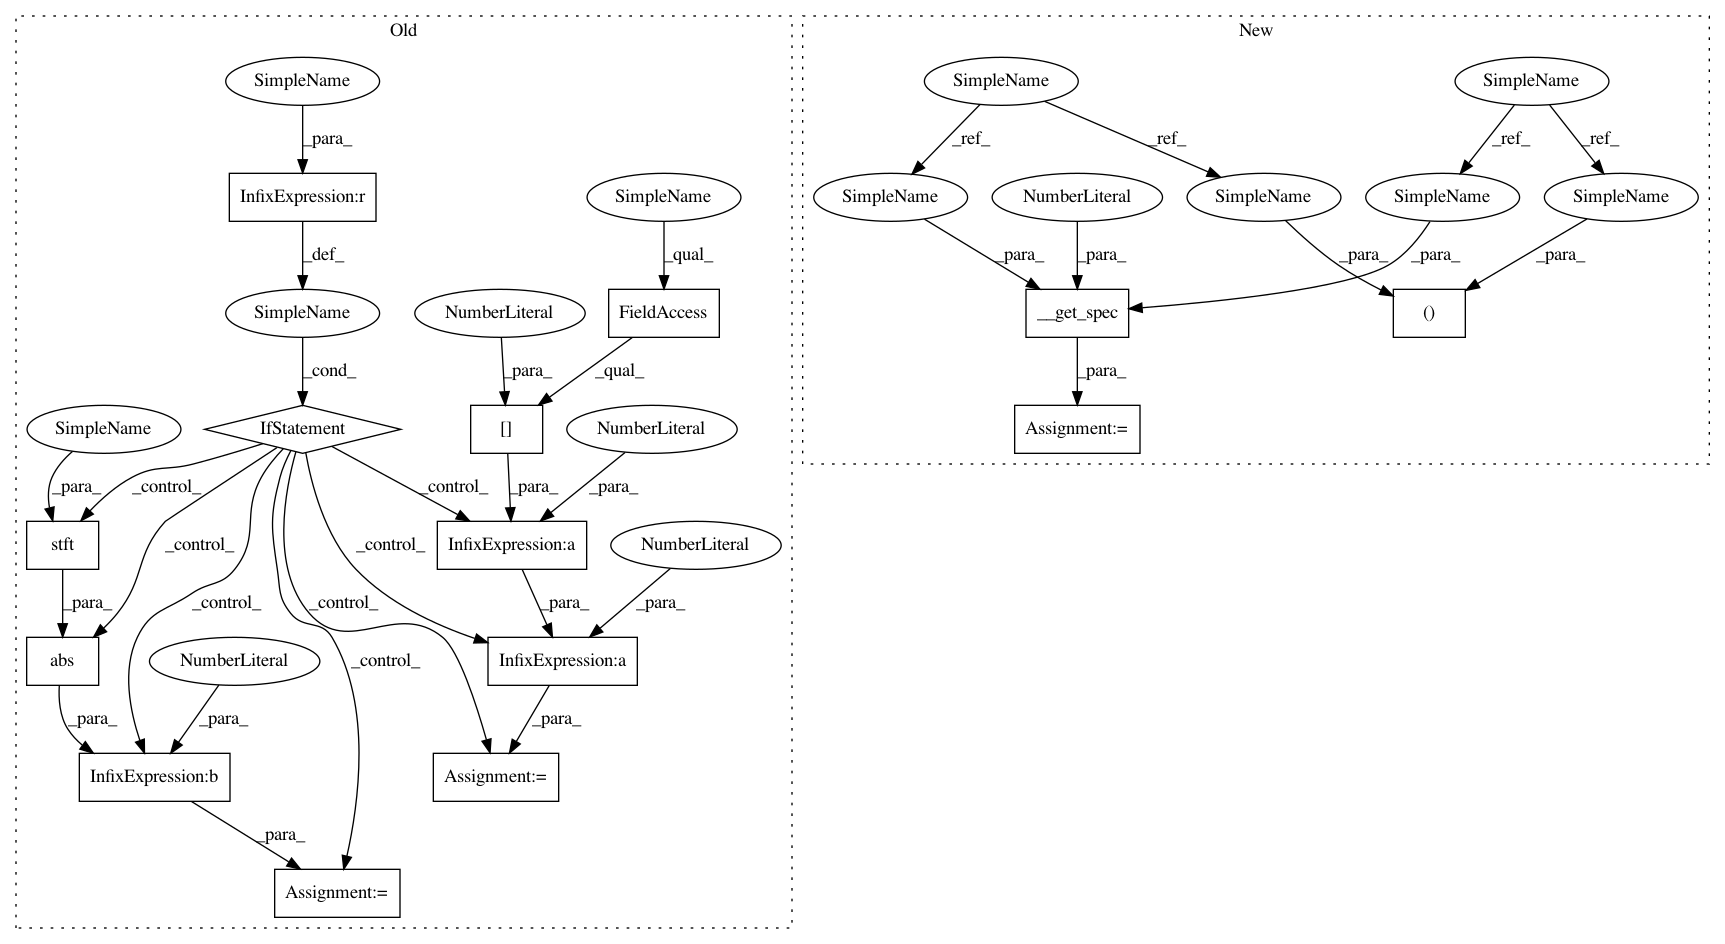 Old
New
SimpleName
SimpleName
SimpleName
_para_
_ref_
_ref_
_ref_
_ref_
InfixExpression:r
SimpleName
SimpleName
NumberLiteral
SimpleName
SimpleName
SimpleName
_def_
_qual_
_para_
_para_
_para_
_para_
_para_
SimpleName
NumberLiteral
FieldAccess
__get_spec
()
_cond_
_para_
_qual_
_para_
SimpleName
IfStatement
[]
NumberLiteral
Assignment:=
_para_
_control_
_control_
_para_
_para_
stft
InfixExpression:a
NumberLiteral
_control_
_control_
_para_
_control_
_control_
_para_
_para_
abs
NumberLiteral
InfixExpression:a
_control_
_para_
_para_
_para_
InfixExpression:b
Assignment:=
_para_
Assignment:=